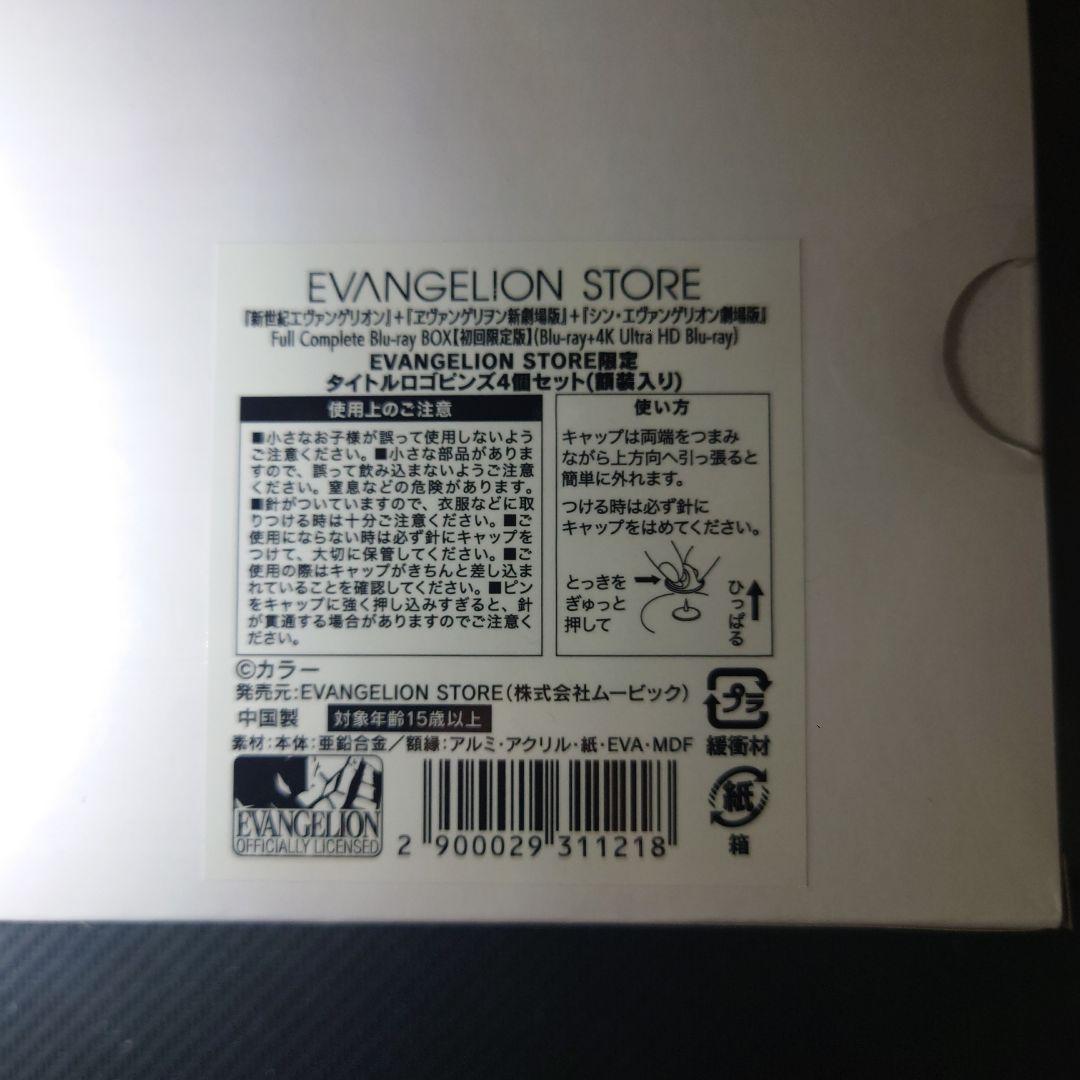 EVANGELION STORE
『新世紀エヴァンゲリオン』+『ヱヴァンゲリヲン新劇場版』+『シン・エヴァンゲリオン劇場版』
Full Complete Blu-ray BOX【初回限定版】(Blu-ray+4K Ultra HD Blu-ray)
EVANGELION STORE限定
タイトルロゴピンズ4個セット(額装入り)
使用上のご注意
■小さなお子様が誤って使用しないよう
ご注意ください。■小さな部品がありま
すので、誤って飲み込まないようご注意
ください。窒息などの危険があります。
■針がついていますので、衣服などに取
りつける時は十分ご注意ください。■ご
使用にならない時は必ず針にキャップを
つけて、大切に保管してください。■ご
使用の際はキャップがきちんと差し込ま
れていることを確認してください。■ピン
をキャップに強く押し込みすぎると、針
が貫通する場合がありますのでご注意く
ださい。
使い方
キャップは両端をつまみ
ながら上方向へ引っ張ると
簡単に外れます。
つける時は必ず針に
キャップをはめてください。
とっきを
ぎゅっと
押して
ひっぱる
©カラー
発売元:EVANGELION STORE(株式会社ムービック)
中国製 対象年齢15歳以上
素材:本体:亜鉛合金/額縁:アルミ・アクリル・紙・EVA・MDF
プラ
緩衝材
紙
箱
EVANGELION
OFFICIALLY LICENSED
2 900029 311218